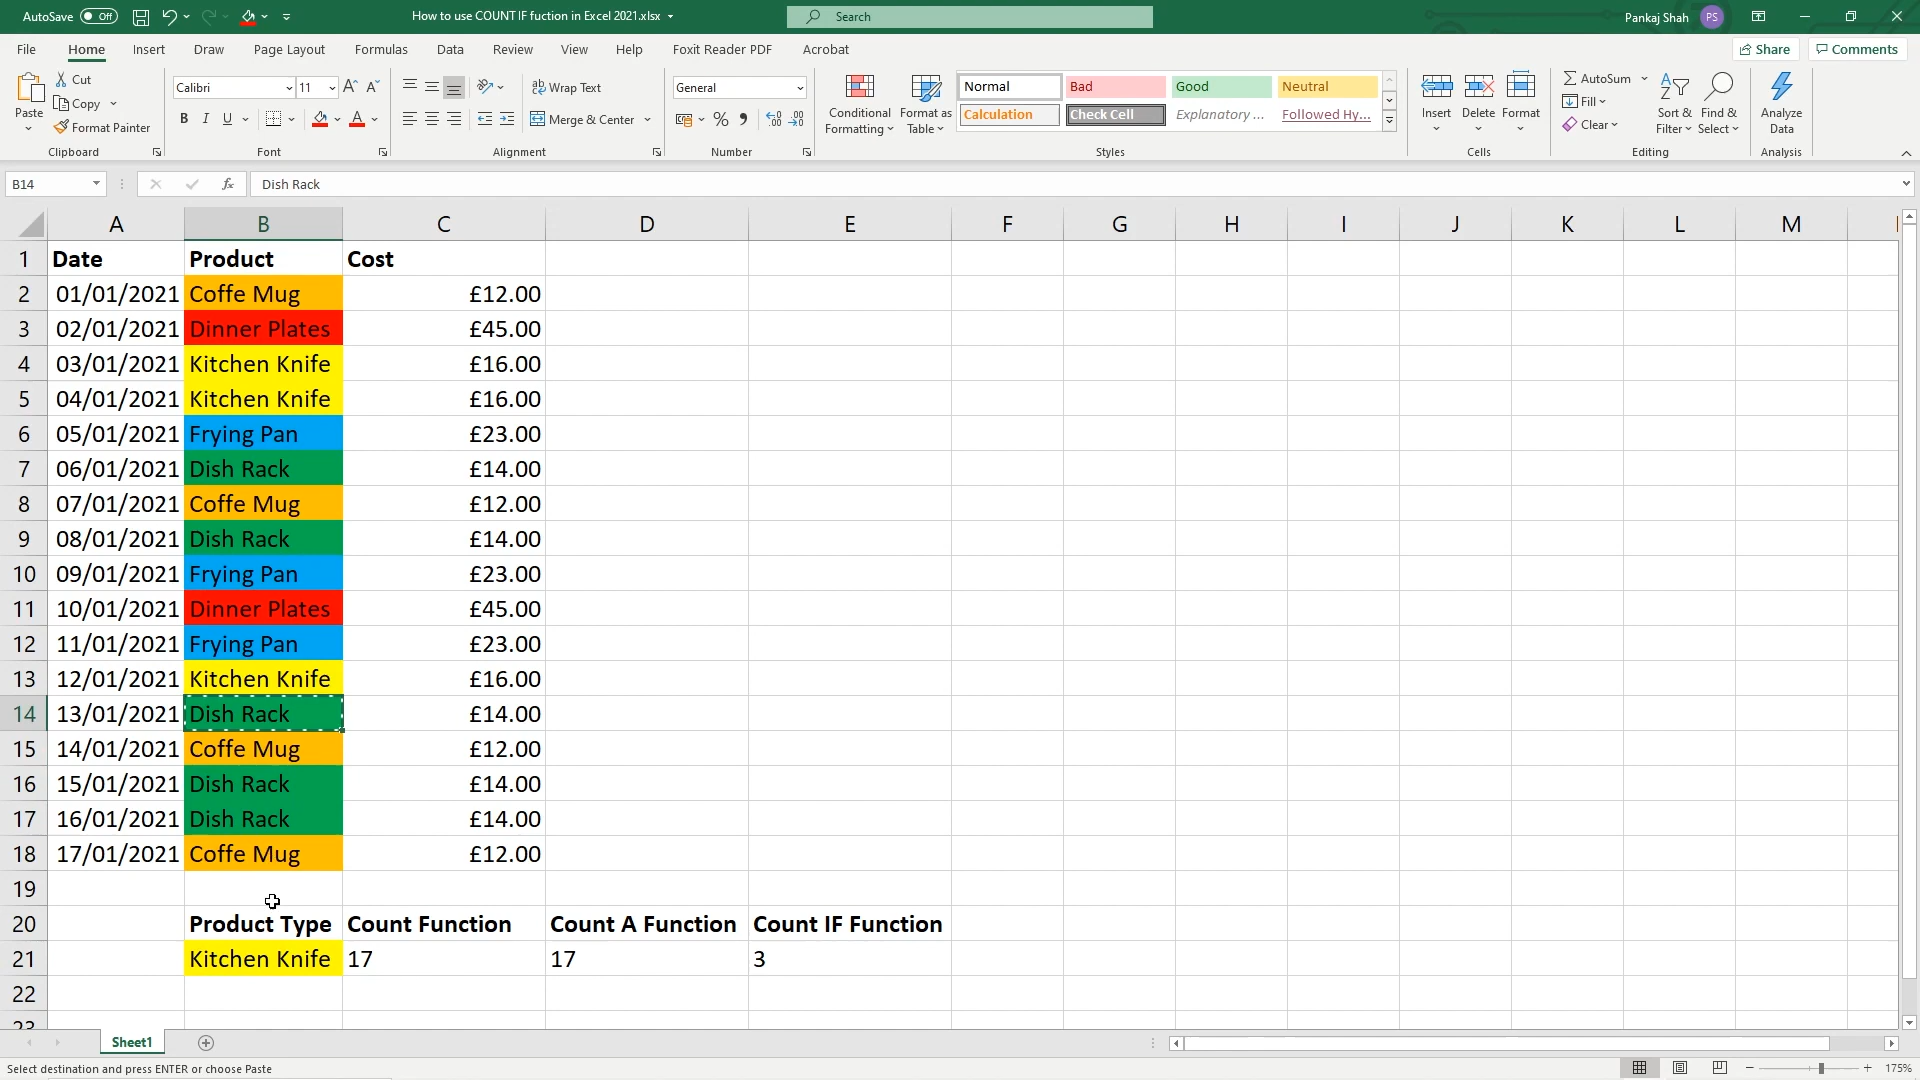 AutoSave Off How to use COUNT IF fuction in Excel 2021.xlsx Search Pankaj Shah PS
File Home Insert Draw Page Layout Formulas Data Review View Help Foxit Reader PDF Acrobat Share Comments
Paste Cut Copy Format Painter Clipboard
Calibri 11 A A B I U A Font
Wrap Text Merge & Center Alignment
General % Number
Conditional Formatting Format as Table Normal Bad Good Neutral
Calculation Check Cell Explanatory ... Followed Hy... Styles
Insert Delete Format Cells
AutoSum Fill Clear Sort & Filter Find & Select Editing
Analyze Data Analysis
B14 fx Dish Rack
A B C D E F G H I J K L M
1 Date Product Cost
2 01/01/2021 Coffe Mug £12.00
3 02/01/2021 Dinner Plates £45.00
4 03/01/2021 Kitchen Knife £16.00
5 04/01/2021 Kitchen Knife £16.00
6 05/01/2021 Frying Pan £23.00
7 06/01/2021 Dish Rack £14.00
8 07/01/2021 Coffe Mug £12.00
9 08/01/2021 Dish Rack £14.00
10 09/01/2021 Frying Pan £23.00
11 10/01/2021 Dinner Plates £45.00
12 11/01/2021 Frying Pan £23.00
13 12/01/2021 Kitchen Knife £16.00
14 13/01/2021 Dish Rack £14.00
15 14/01/2021 Coffe Mug £12.00
16 15/01/2021 Dish Rack £14.00
17 16/01/2021 Dish Rack £14.00
18 17/01/2021 Coffe Mug £12.00
19
20 Product Type Count Function Count A Function Count IF Function
21 Kitchen Knife 17 17 3
22
23
Sheet1
Select destination and press ENTER or choose Paste 175%